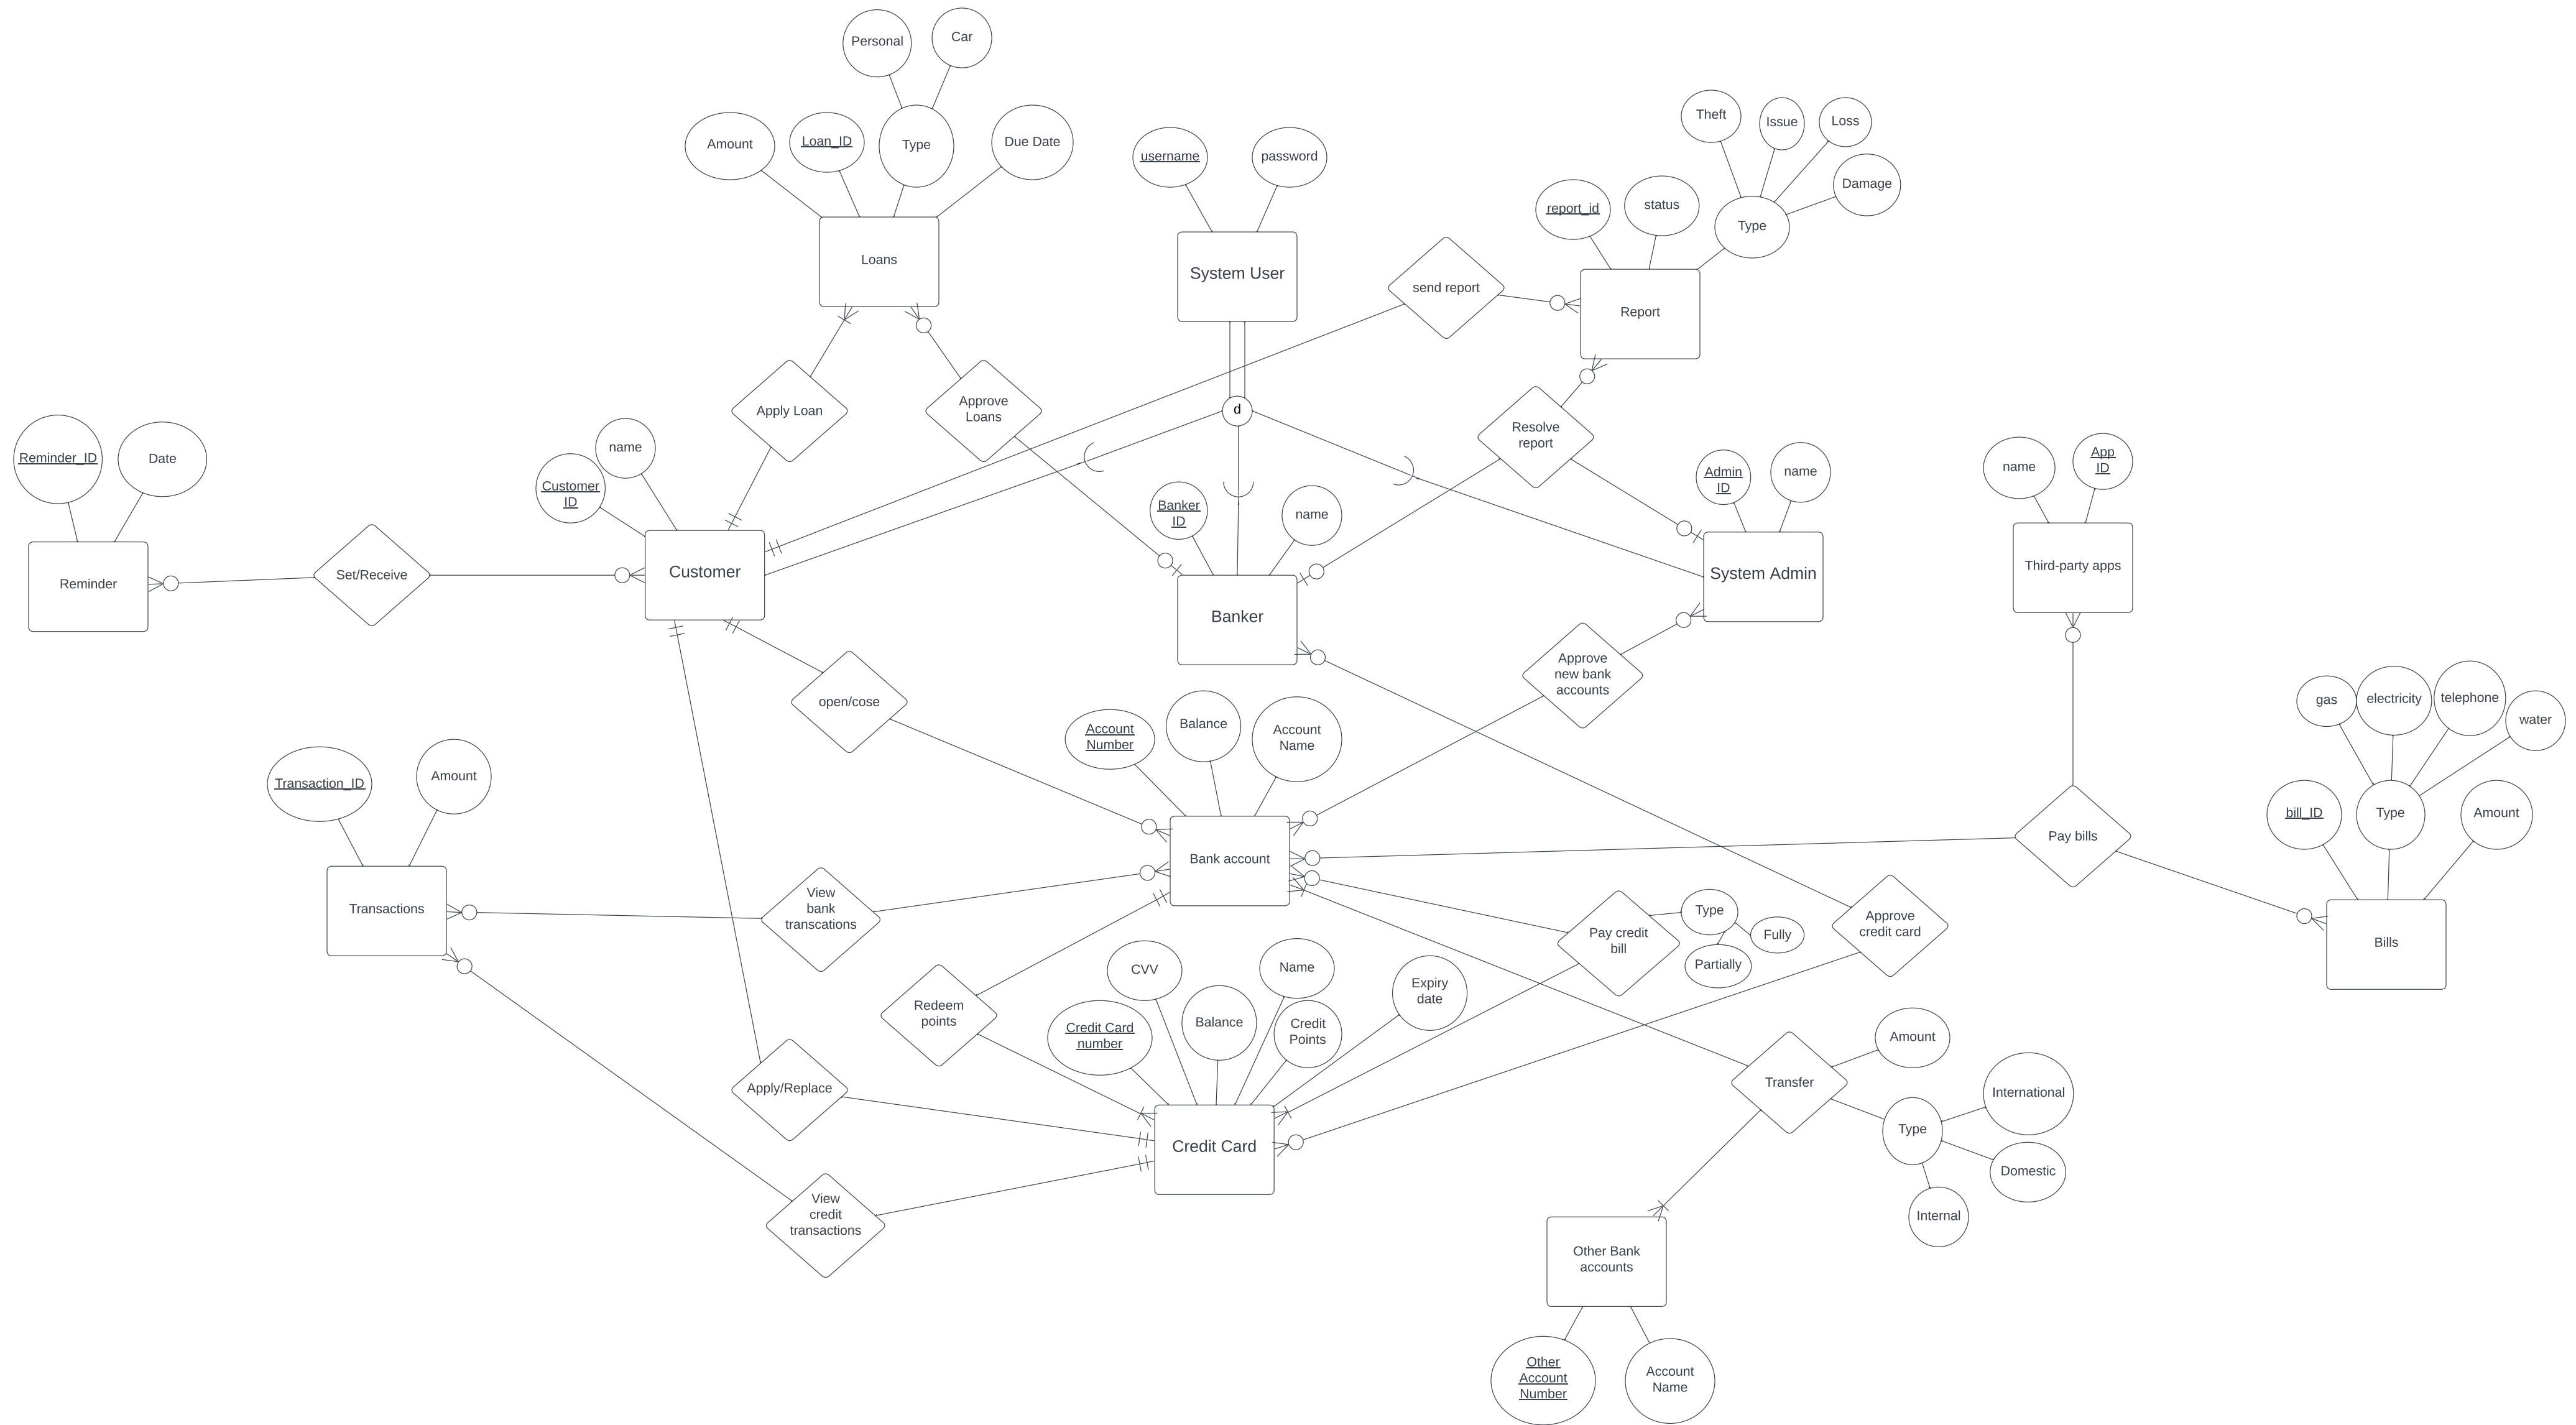 Personal
Car
Amount
Loan_ID
Type
Due Date
Loans
username
password
System User
Theft
Issue
Loss
Damage
report_id
status
Type
send report
Report
Apply Loan
Approve
Loans
d
Resolve
report
Reminder_ID
Date
Reminder
Set/Receive
Customer
ID
name
Customer
Banker
ID
name
Banker
Admin
ID
name
System Admin
name
App
ID
Third-party apps
open/cose
Approve
new bank
accounts
Account
Number
Balance
Account
Name
Bank account
gas
electricity
telephone
water
bill_ID
Type
Amount
Pay bills
Bills
Transaction_ID
Amount
Transactions
View
bank
transcations
Pay credit
bill
Type
Fully
Partially
Approve
credit card
Redeem
points
CVV
Name
Expiry
date
Credit Card
number
Balance
Credit
Points
Apply/Replace
Credit Card
Transfer
Amount
Type
International
Domestic
Internal
View
credit
transactions
Other Bank
accounts
Other
Account
Number
Account
Name